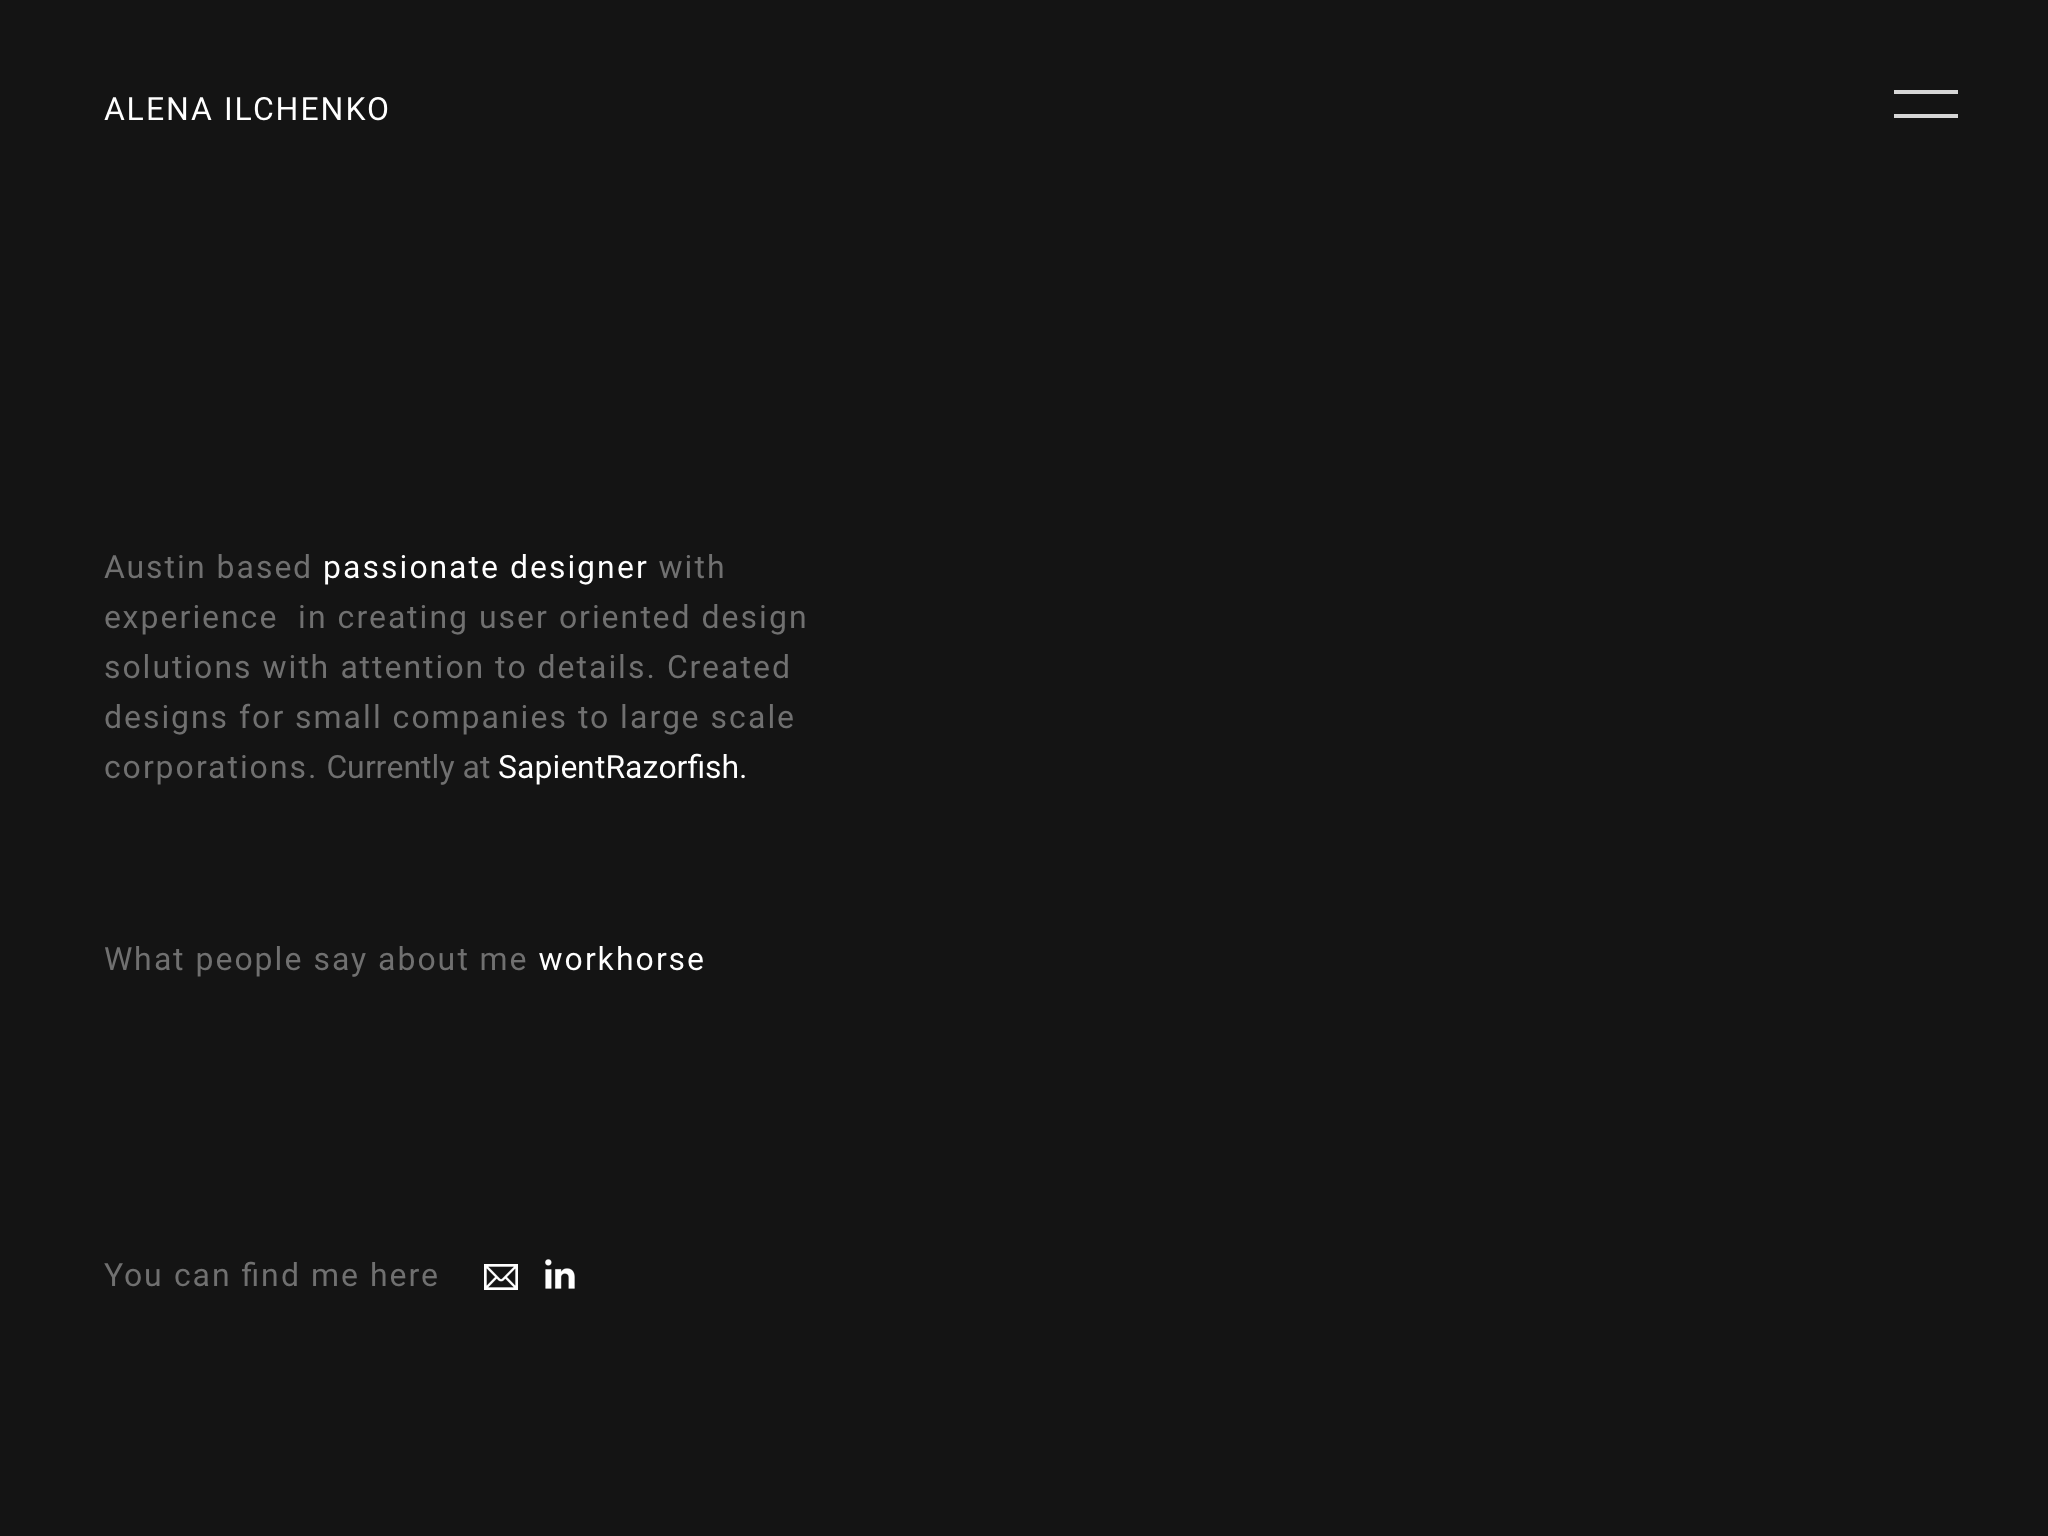 ALENA ILCHENKO
Austin based passionate designer with
experience  in creating user oriented design
solutions with attention to details. Created
designs for small companies to large scale
corporations. Currently at SapientRazorfish.
What people say about me workhorse
You can find me here in